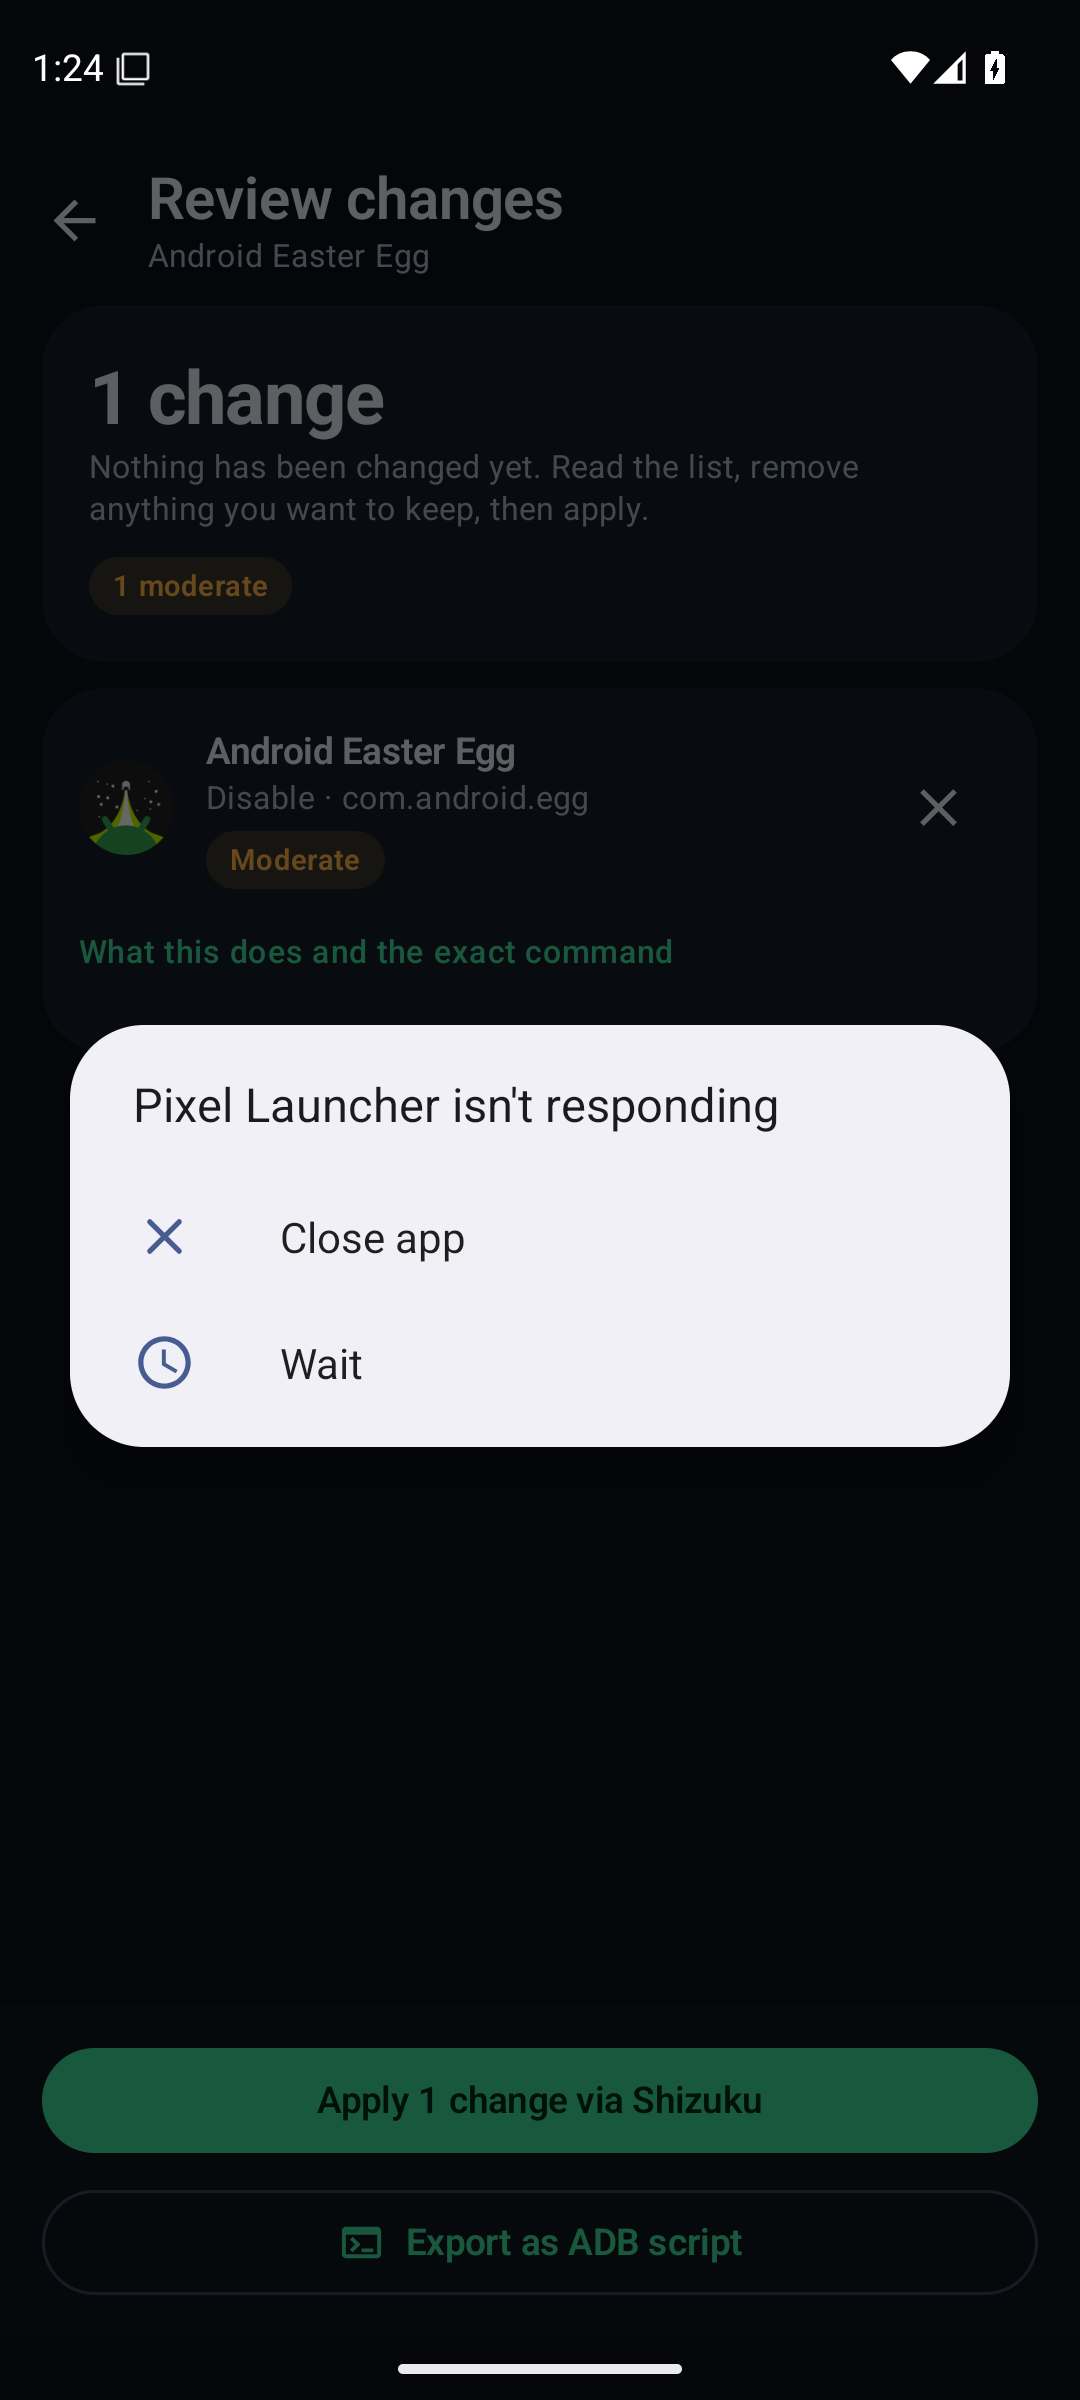 1:24
Review changes
Android Easter Egg
1 change
Nothing has been changed yet. Read the list, remove
anything you want to keep, then apply.
1 moderate
Android Easter Egg
Disable · com.android.egg
Moderate
What this does and the exact command
Pixel Launcher isn't responding
Close app
Wait
Apply 1 change via Shizuku
Export as ADB script